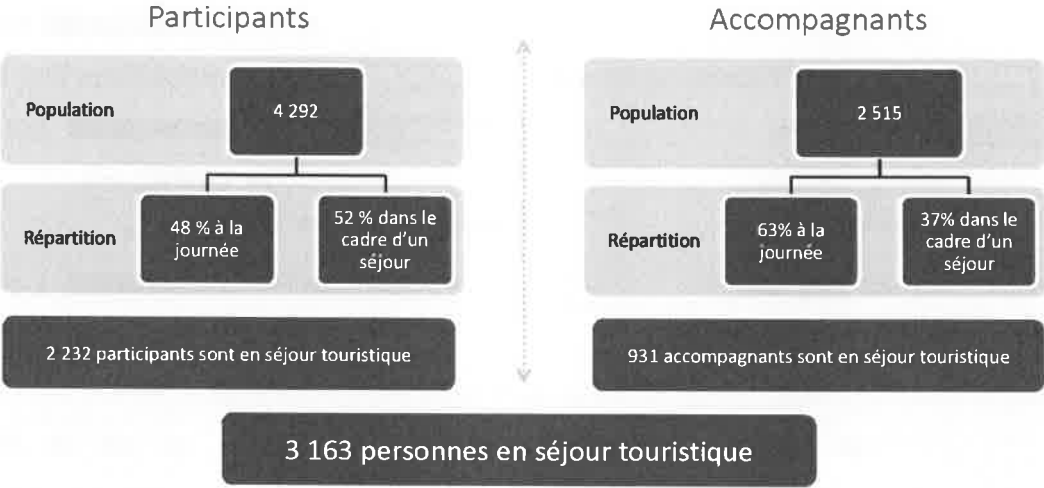 Participants
Population
4 292
Répartition
48 % à la
journée
52 % dans le
cadre d'un
séjour
2 232 participants sont en séjour touristique
Accompagnants
Population
2 515
Répartition
63% à la
journée
37% dans le
cadre d'un
séjour
931 accompagnants sont en séjour touristique
3 163 personnes en séjour touristique